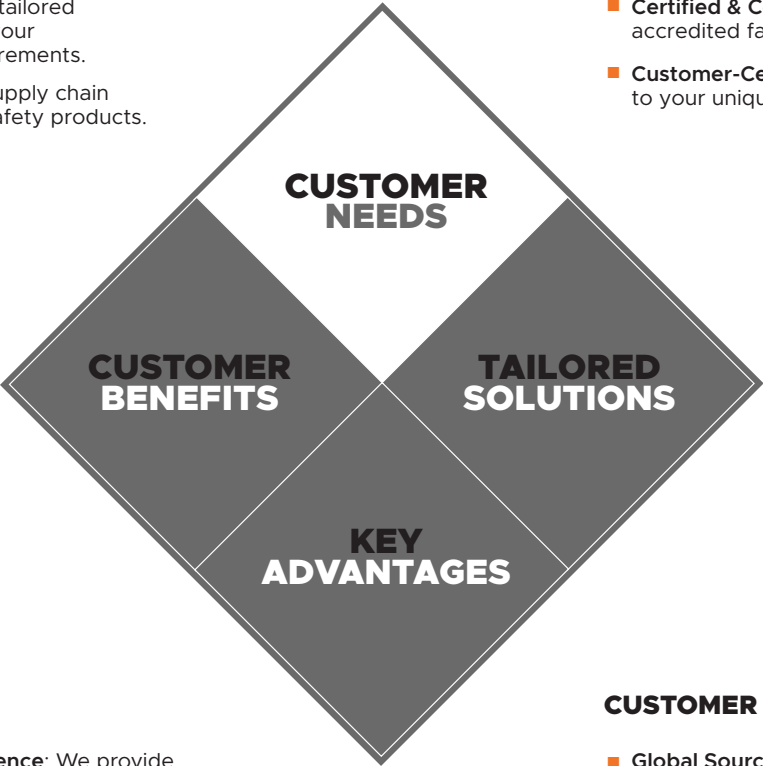 tailored
our
rements.
upply chain
afety products.
Certified & C
accredited fa
Customer-Ce
to your uniqu
CUSTOMER
NEEDS
CUSTOMER
BENEFITS
TAILORED
SOLUTIONS
KEY
ADVANTAGES
ence: We provide
CUSTOMER
Global Sourc